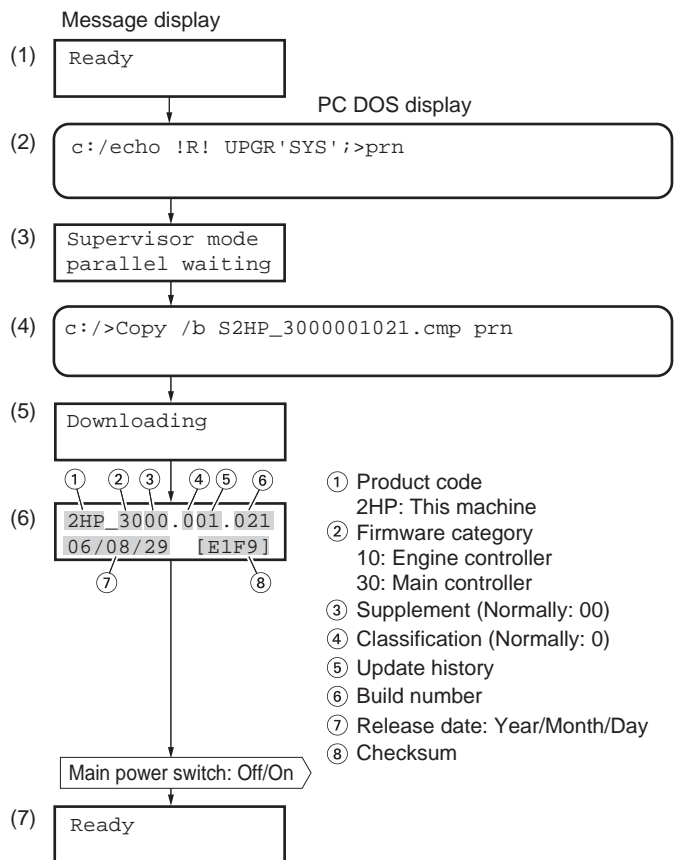 Message display
(1) Ready
PC DOS display
(2) c:/echo !R! UPGR'SYS';>prn
(3) Supervisor mode
parallel waiting
(4) c:/>Copy /b S2HP_3000001021.cmp prn
(5) Downloading
① ② ③ ④ ⑤ ⑥
(6) 2HP_3000.001.021
06/08/29 [E1F9]
⑦ ⑧
① Product code
2HP: This machine
② Firmware category
10: Engine controller
30: Main controller
③ Supplement (Normally: 00)
④ Classification (Normally: 0)
⑤ Update history
⑥ Build number
⑦ Release date: Year/Month/Day
⑧ Checksum
Main power switch: Off/On
(7) Ready